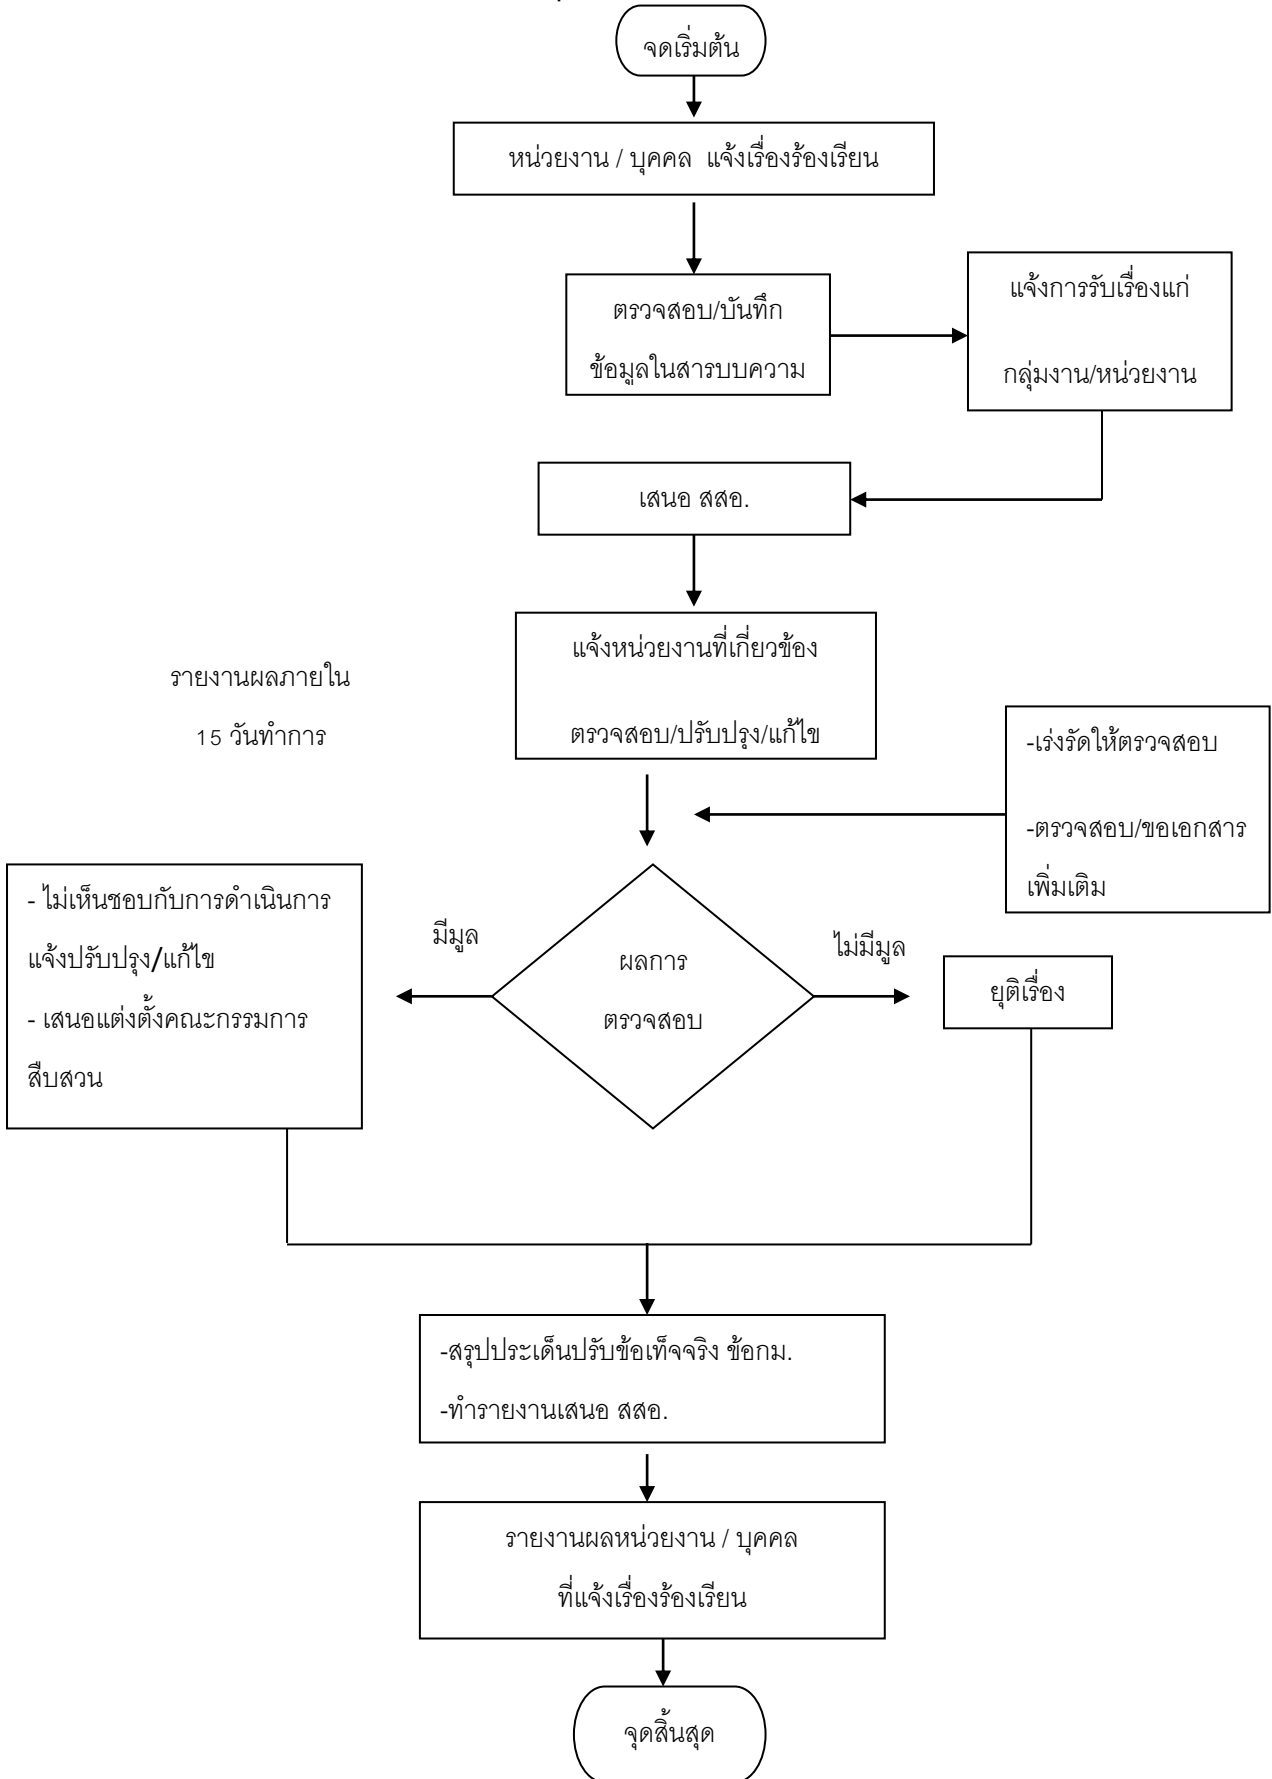 จดเริ่มต้น
หน่วยงาน / บุคคล แจ้งเรื่องร้องเรียน
ตรวจสอบ/บันทึก
ข้อมูลในสารบบความ
แจ้งการรับเรื่องแก่
กลุ่มงาน/หน่วยงาน
เสนอ สสอ.
แจ้งหน่วยงานที่เกี่ยวข้อง
ตรวจสอบ/ปรับปรุง/แก้ไข
รายงานผลภายใน
15 วันทำการ
-เร่งรัดให้ตรวจสอบ
-ตรวจสอบ/ขอเอกสาร
เพิ่มเติม
- ไม่เห็นชอบกับการดำเนินการ
แจ้งปรับปรุง/แก้ไข
- เสนอแต่งตั้งคณะกรรมการ
สืบสวน
มีมูล
ผลการ
ตรวจสอบ
ไม่มีมูล
ยุติเรื่อง
-สรุปประเด็นปรับข้อเท็จจริง ข้อกม.
-ทำรายงานเสนอ สสอ.
รายงานผลหน่วยงาน / บุคคล
ที่แจ้งเรื่องร้องเรียน
จุดสิ้นสุด